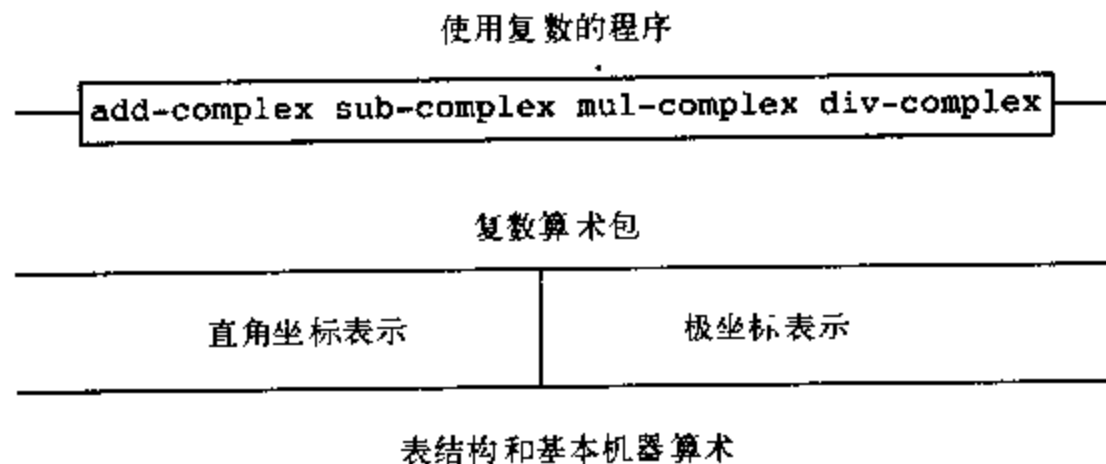 使用复数的程序
add-complex sub-complex mul-complex div-complex
复数算术包
直角坐标表示 极坐标表示
表结构和基本机器算术